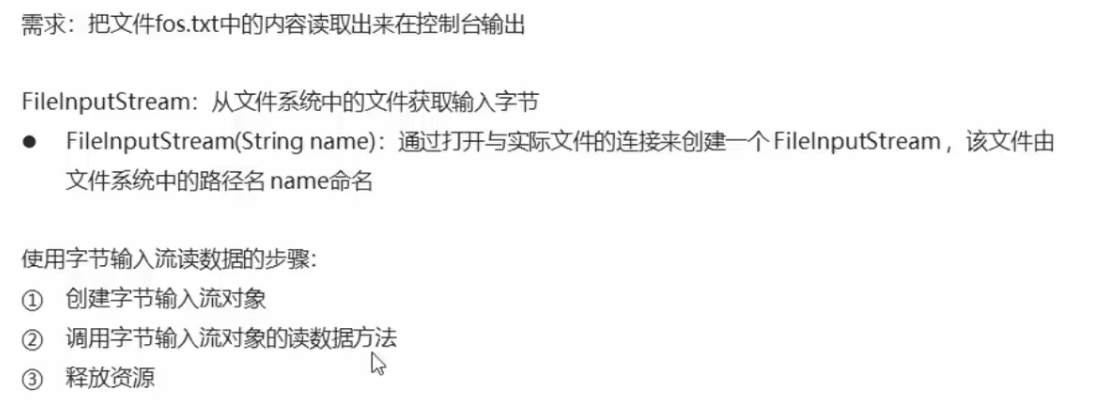 需求：把文件fos.txt中的内容读取出来在控制台输出
FileInputStream：从文件系统中的文件获取输入字节
● FileInputStream(String name)：通过打开与实际文件的连接来创建一个 FileInputStream ，该文件由
文件系统中的路径名 name命名
使用字节输入流读数据的步骤：
① 创建字节输入流对象
② 调用字节输入流对象的读数据方法
③ 释放资源